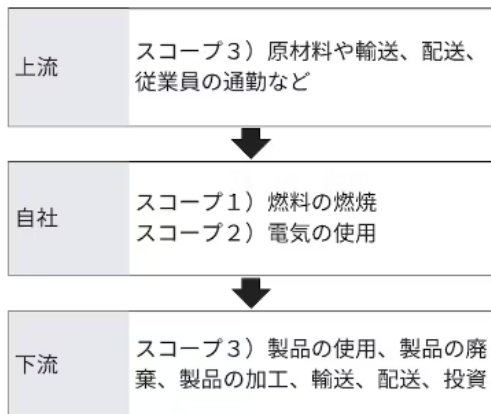 上流
スコープ３）原材料や輸送、配送、
従業員の通勤など
自社
スコープ１）燃料の燃焼
スコープ２）電気の使用
下流
スコープ３）製品の使用、製品の廃
棄、製品の加工、輸送、配送、投資